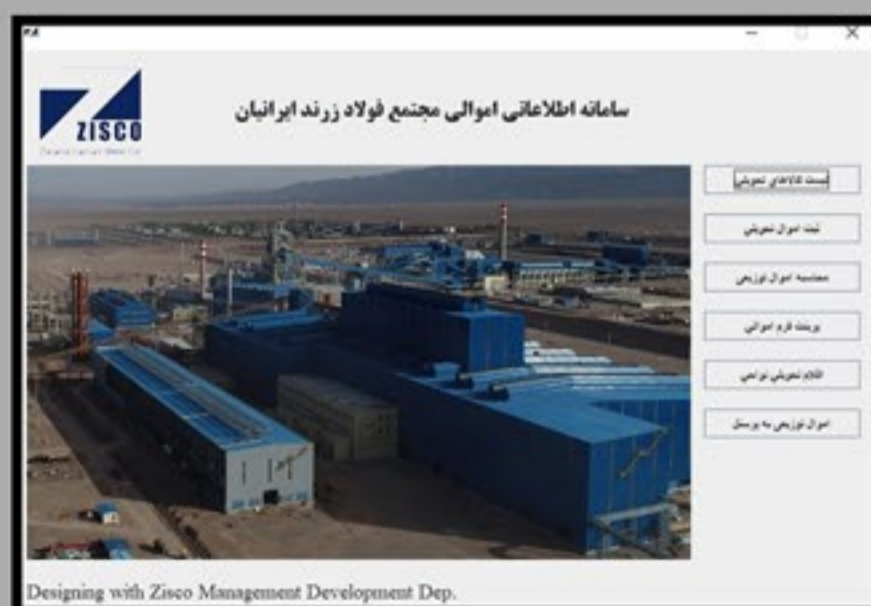 ZISCO
سامانه اطلاعاتی اموالی مجتمع فولاد زرند ایرانیان
لیست کالاهای تحویلی
ثبت اموال تحویلی
محاسبه اموال توزیعی
پرینت فرم اموالی
اقلام تحویلی نواحی
اموال توزیعی به پرسنل
Designing with Zisco Management Development Dep.